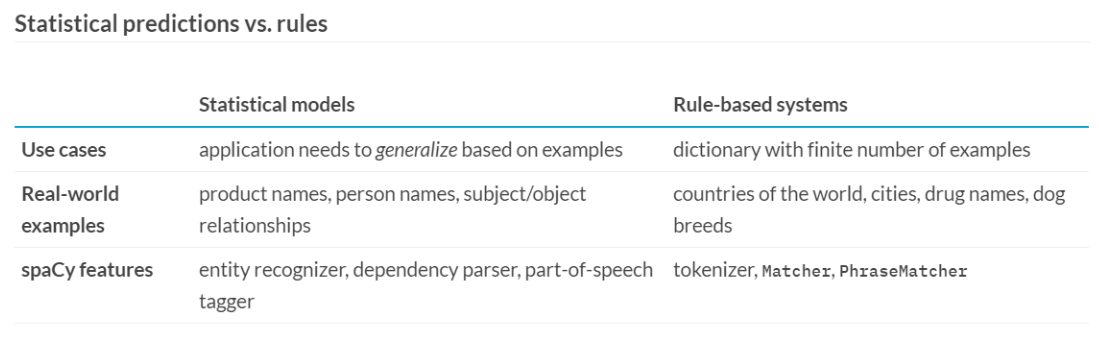 Statistical predictions vs. rules
Statistical models Rule-based systems
Use cases application needs to generalize based on examples dictionary with finite number of examples
Real-world product names, person names, subject/object countries of the world, cities, drug names, dog
examples relationships breeds
spaCy features entity recognizer, dependency parser, part-of-speech tokenizer, Matcher, PhraseMatcher
tagger